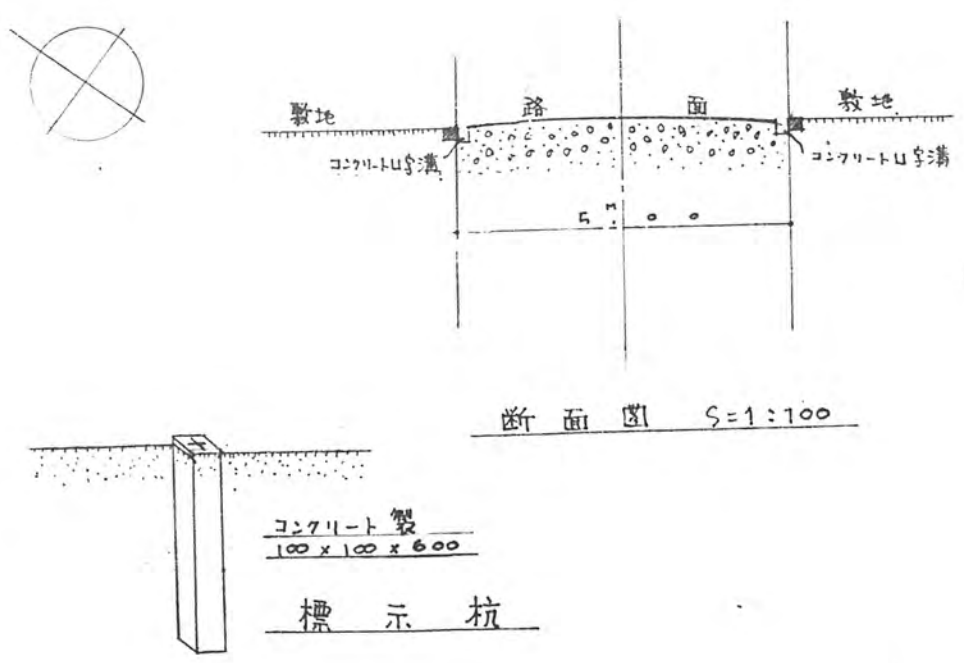 敷地 路面 敷地
コンクリートU字溝 コンクリートU字溝
5m.00
断面図 S=1:100
コンクリート製
100×100×600
標示杭